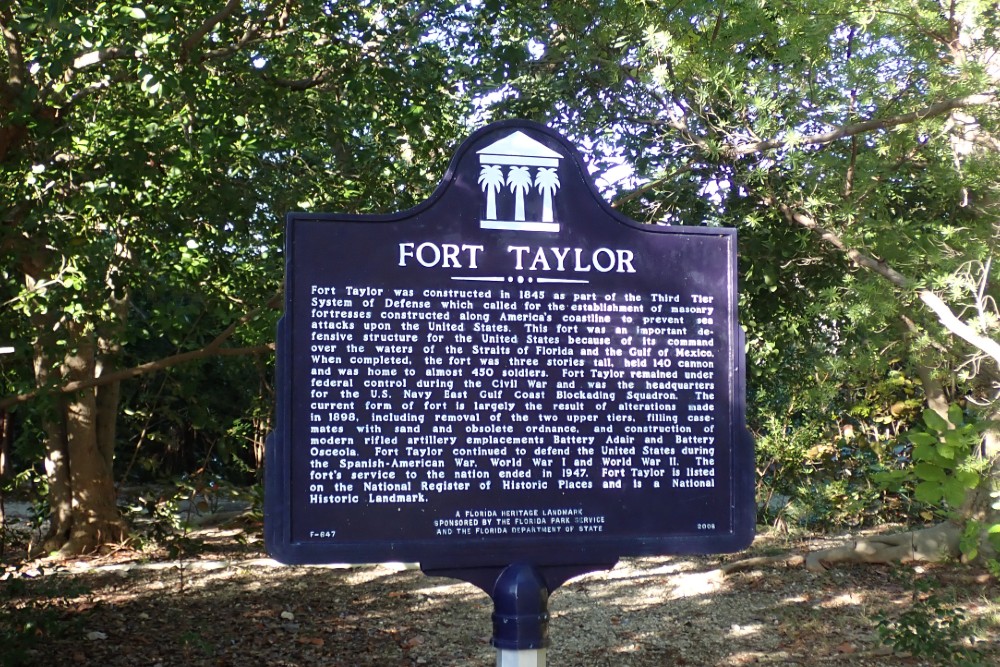 FORT TAYLOR
Fort Taylor was constructed in 1845 as part of the Third Tier
System of Defense which called for the establishment of masonry
fortresses constructed along America's coastline to prevent sea
attacks upon the United States. This fort was an important de-
fensive structure for the United States because of its command
over the waters of the Straits of Florida and the Gulf of Mexico.
When completed, the fort was three stories tall, held 140 cannon
and was home to almost 450 soldiers. Fort Taylor remained under
federal control during the Civil War and was the headquarters
for the U.S. Navy East Gulf Coast Blockading Squadron. The
current form of fort is largely the result of alterations made
in 1898, including removal of the two upper tiers, filling case-
mates with sand and obsolete ordnance, and construction of
modern rifled artillery emplacements Battery Adair and Battery
Osceola. Fort Taylor continued to defend the United States during
the Spanish-American War, World War I and World War II. The
fort's service to the nation ended in 1947. Fort Taylor is listed
on the National Register of Historic Places and is a National
Historic Landmark.
A FLORIDA HERITAGE LANDMARK
SPONSORED BY THE FLORIDA PARK SERVICE
F-647 AND THE FLORIDA DEPARTMENT OF STATE 2008